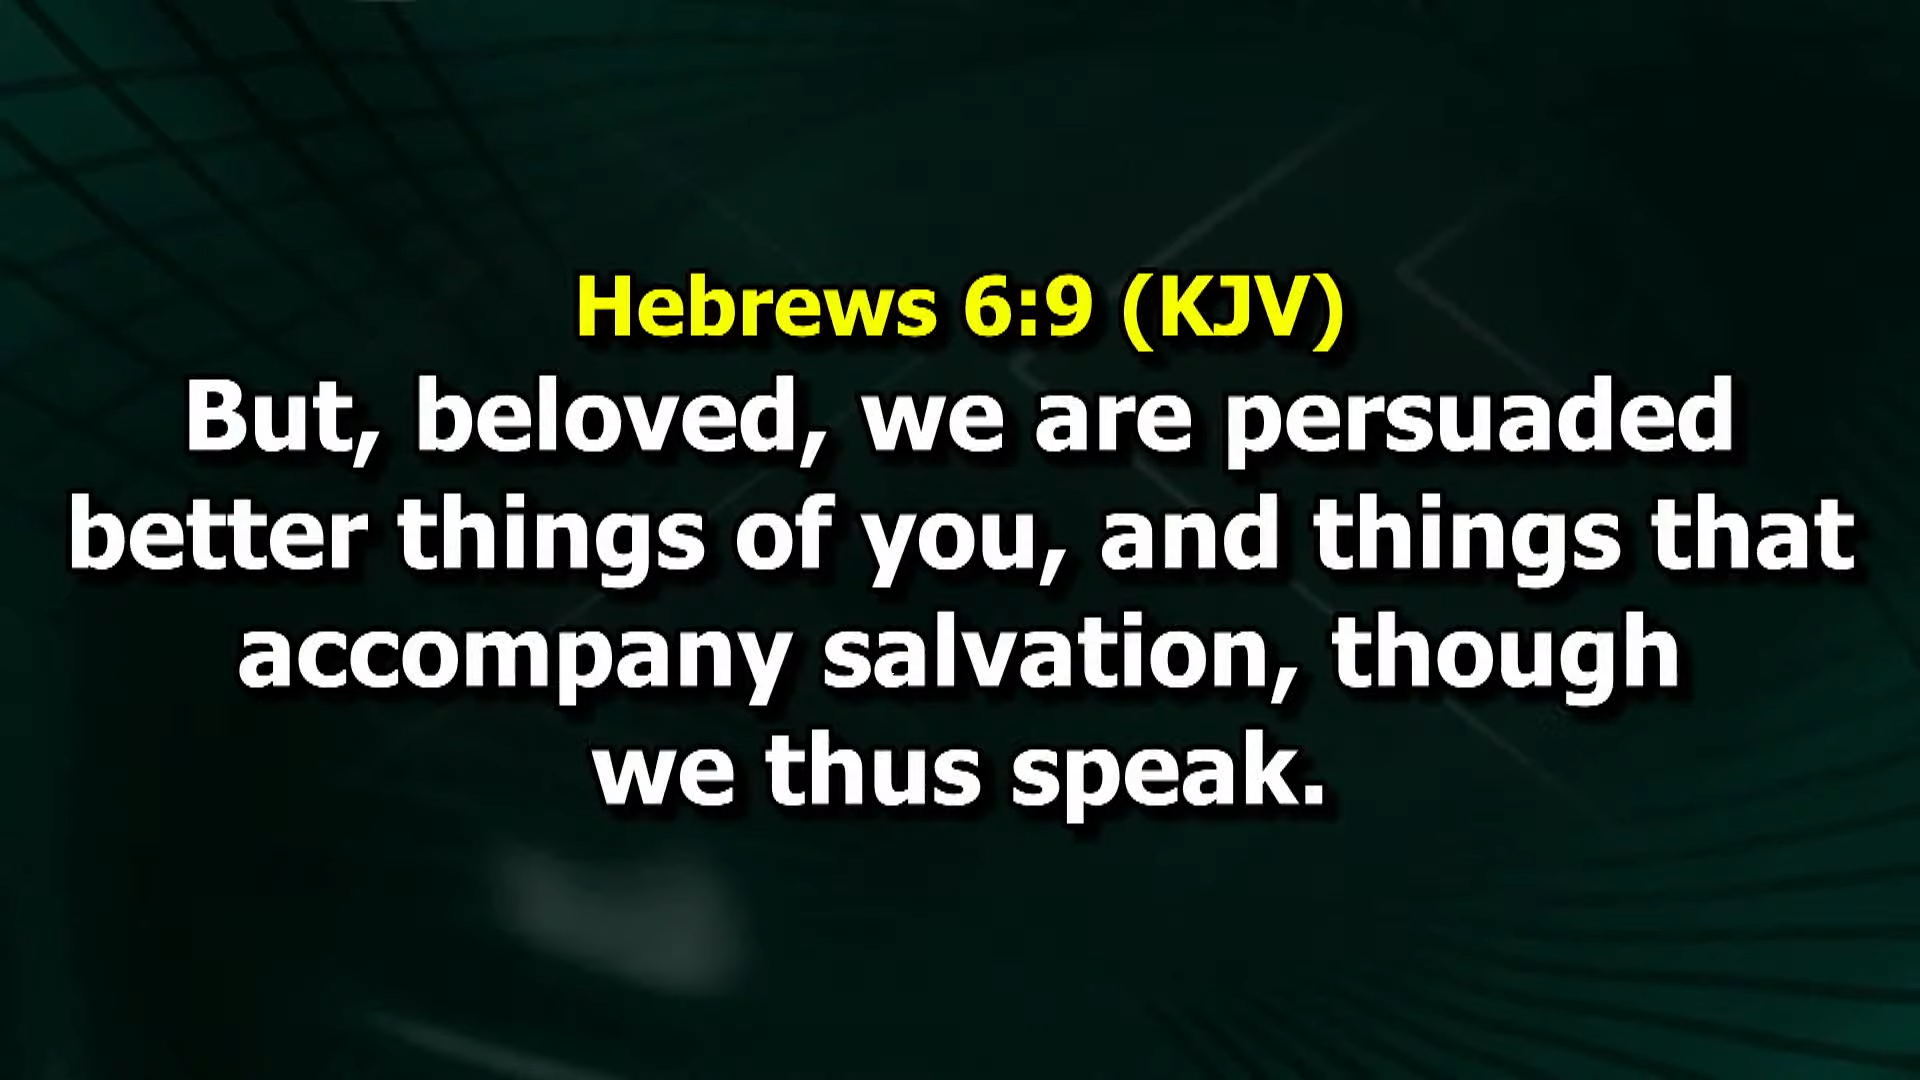 Hebrews 6:9 (KJV)
But, beloved, we are persuaded
better things of you, and things that
accompany salvation, though
we thus speak.